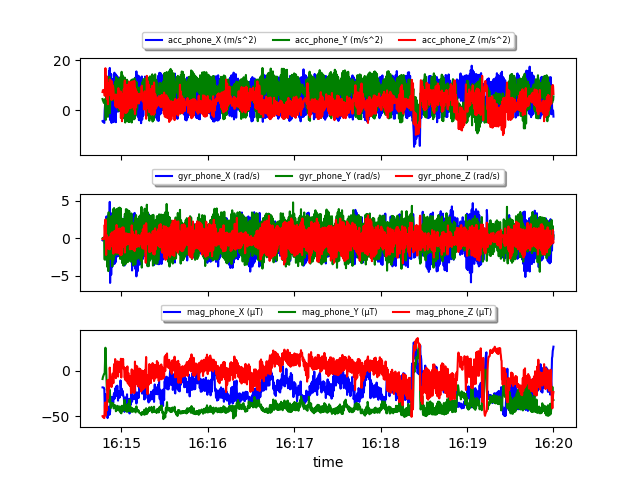 acc_phone_X (m/s^2) acc_phone_Y (m/s^2) acc_phone_Z (m/s^2)
20
0
gyr_phone_X (rad/s) gyr_phone_Y (rad/s) gyr_phone_Z (rad/s)
5
0
−5
mag_phone_X (μT) mag_phone_Y (μT) mag_phone_Z (μT)
0
−50
16:15 16:16 16:17 16:18 16:19 16:20
time